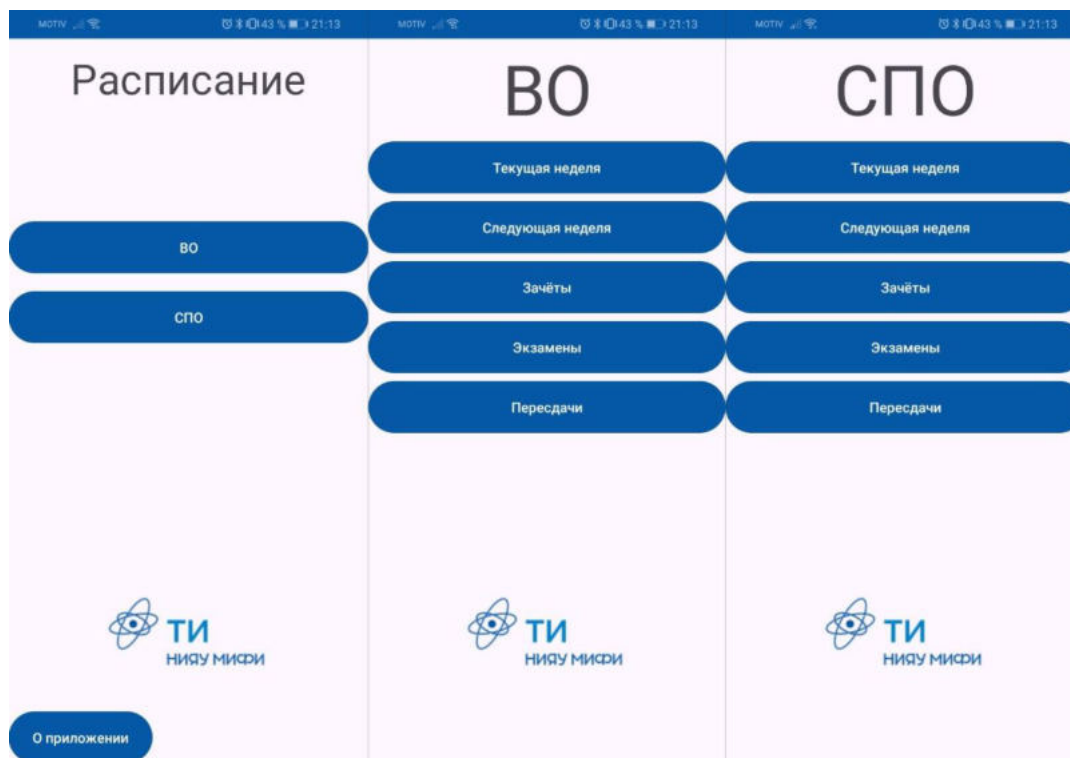 MOTIV 43 % 21:13
Расписание
ВО
СПО
ТИ
НИЯУ МИФИ
О приложении
MOTIV 43 % 21:13
ВО
Текущая неделя
Следующая неделя
Зачёты
Экзамены
Пересдачи
ТИ
НИЯУ МИФИ
MOTIV 43 % 21:13
СПО
Текущая неделя
Следующая неделя
Зачёты
Экзамены
Пересдачи
ТИ
НИЯУ МИФИ